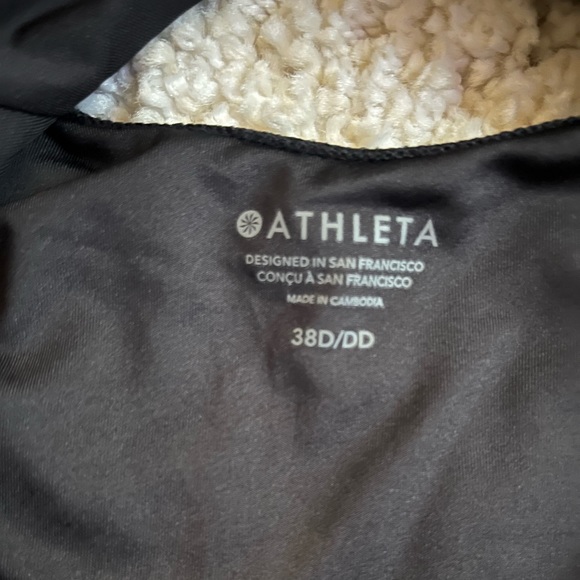 ATHLETA
DESIGNED IN SAN FRANCISCO
CONÇU À SAN FRANCISCO
MADE IN CAMBODIA
38D/DD